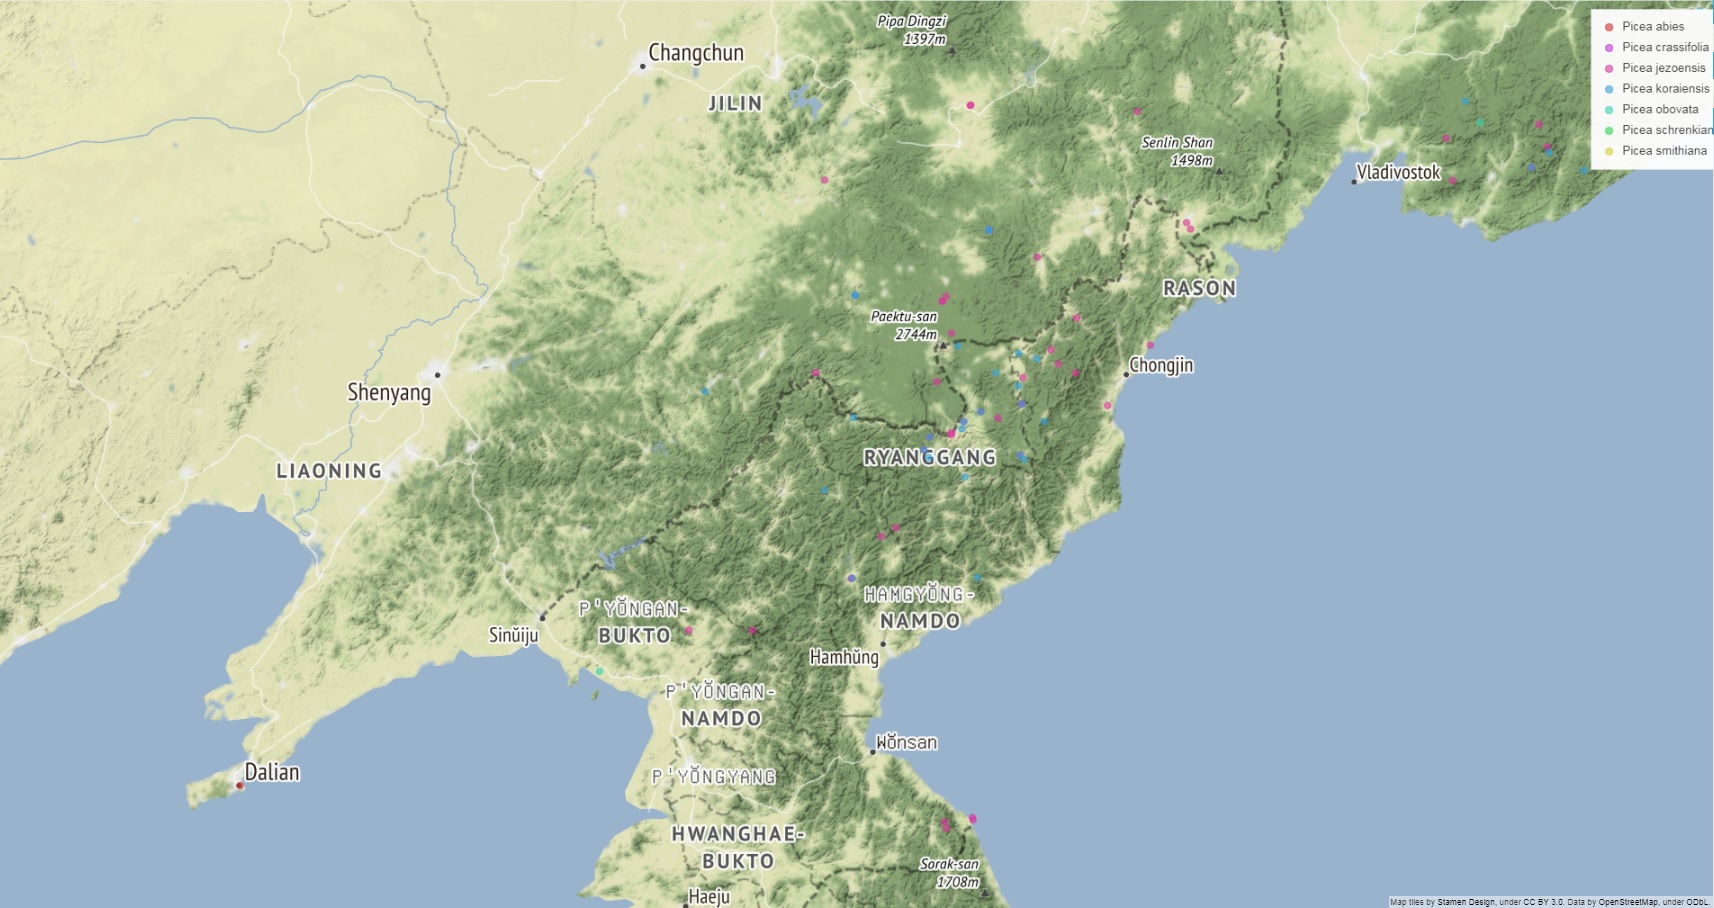 Pipa Dingzi
1397m
Changchun
JILIN
Senlin Shan
1498m
Vladivostok
Picea abies
Picea crassifolia
Picea jezoensis
Picea koraiensis
Picea obovata
Picea schrenkian
Picea smithiana
RASON
Paektu-san
2744m
Chongjin
Shenyang
LIAONING
RYANGGANG
P'YŎNGAN-
BUKTO
HAMGYŎNG-
NAMDO
Sinŭiju
Hamhŭng
P'YŎNGAN-
NAMDO
Wŏnsan
Dalian
P'YŎNGYANG
HWANGHAE-
BUKTO
Sorak-san
1708m
Haeju
Map tiles by Stamen Design, under CC BY 3.0. Data by OpenStreetMap, under ODbL.